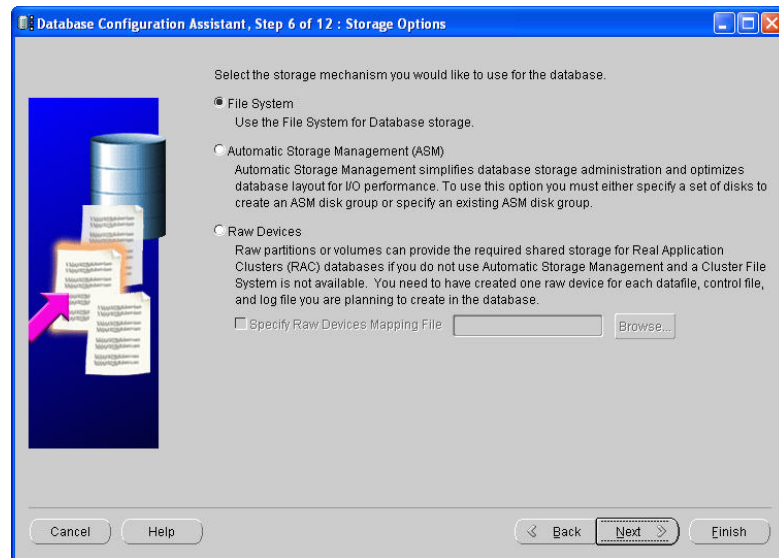 Database Configuration Assistant, Step 6 of 12 : Storage Options
Select the storage mechanism you would like to use for the database.
File System
Use the File System for Database storage.
Automatic Storage Management (ASM)
Automatic Storage Management simplifies database storage administration and optimizes
database layout for I/O performance. To use this option you must either specify a set of disks to
create an ASM disk group or specify an existing ASM disk group.
Raw Devices
Raw partitions or volumes can provide the required shared storage for Real Application
Clusters (RAC) databases if you do not use Automatic Storage Management and a Cluster File
System is not available. You need to have created one raw device for each datafile, control file,
and log file you are planning to create in the database.
Specify Raw Devices Mapping File
Browse...
Cancel
Help
Back
Next
Finish